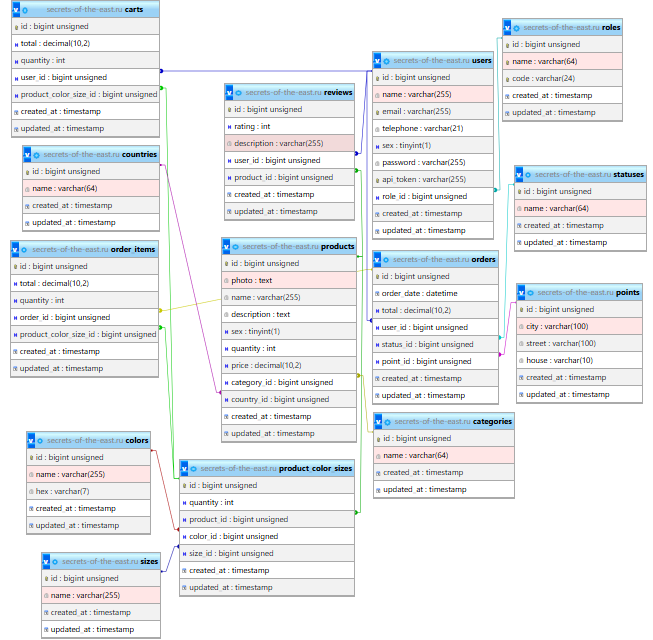 secrets-of-the-east.ru carts
id : bigint unsigned
total : decimal(10,2)
quantity : int
user_id : bigint unsigned
product_color_size_id : bigint unsigned
created_at : timestamp
updated_at : timestamp
secrets-of-the-east.ru countries
id : bigint unsigned
name : varchar(64)
created_at : timestamp
updated_at : timestamp
secrets-of-the-east.ru order_items
id : bigint unsigned
total : decimal(10,2)
quantity : int
order_id : bigint unsigned
product_color_size_id : bigint unsigned
created_at : timestamp
updated_at : timestamp
secrets-of-the-east.ru colors
id : bigint unsigned
name : varchar(255)
hex : varchar(7)
created_at : timestamp
updated_at : timestamp
secrets-of-the-east.ru sizes
id : bigint unsigned
name : varchar(255)
created_at : timestamp
updated_at : timestamp
secrets-of-the-east.ru reviews
id : bigint unsigned
rating : int
description : varchar(255)
user_id : bigint unsigned
product_id : bigint unsigned
created_at : timestamp
updated_at : timestamp
secrets-of-the-east.ru products
id : bigint unsigned
photo : text
name : varchar(255)
description : text
sex : tinyint(1)
quantity : int
price : decimal(10,2)
category_id : bigint unsigned
country_id : bigint unsigned
created_at : timestamp
updated_at : timestamp
secrets-of-the-east.ru product_color_sizes
id : bigint unsigned
quantity : int
product_id : bigint unsigned
color_id : bigint unsigned
size_id : bigint unsigned
created_at : timestamp
updated_at : timestamp
secrets-of-the-east.ru users
id : bigint unsigned
name : varchar(255)
email : varchar(255)
telephone : varchar(21)
sex : tinyint(1)
password : varchar(255)
api_token : varchar(255)
role_id : bigint unsigned
created_at : timestamp
updated_at : timestamp
secrets-of-the-east.ru orders
id : bigint unsigned
order_date : datetime
total : decimal(10,2)
user_id : bigint unsigned
status_id : bigint unsigned
point_id : bigint unsigned
created_at : timestamp
updated_at : timestamp
secrets-of-the-east.ru categories
id : bigint unsigned
name : varchar(64)
created_at : timestamp
updated_at : timestamp
secrets-of-the-east.ru roles
id : bigint unsigned
name : varchar(64)
code : varchar(24)
created_at : timestamp
updated_at : timestamp
secrets-of-the-east.ru statuses
id : bigint unsigned
name : varchar(64)
created_at : timestamp
updated_at : timestamp
secrets-of-the-east.ru points
id : bigint unsigned
city : varchar(100)
street : varchar(100)
house : varchar(10)
created_at : timestamp
updated_at : timestamp